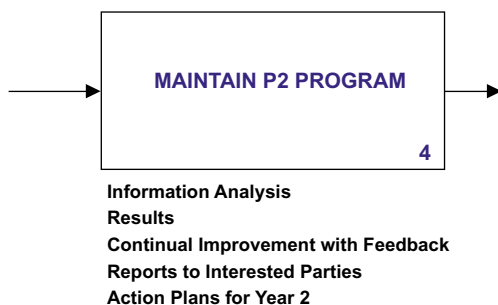 MAINTAIN P2 PROGRAM
4
Information Analysis
Results
Continual Improvement with Feedback
Reports to Interested Parties
Action Plans for Year 2